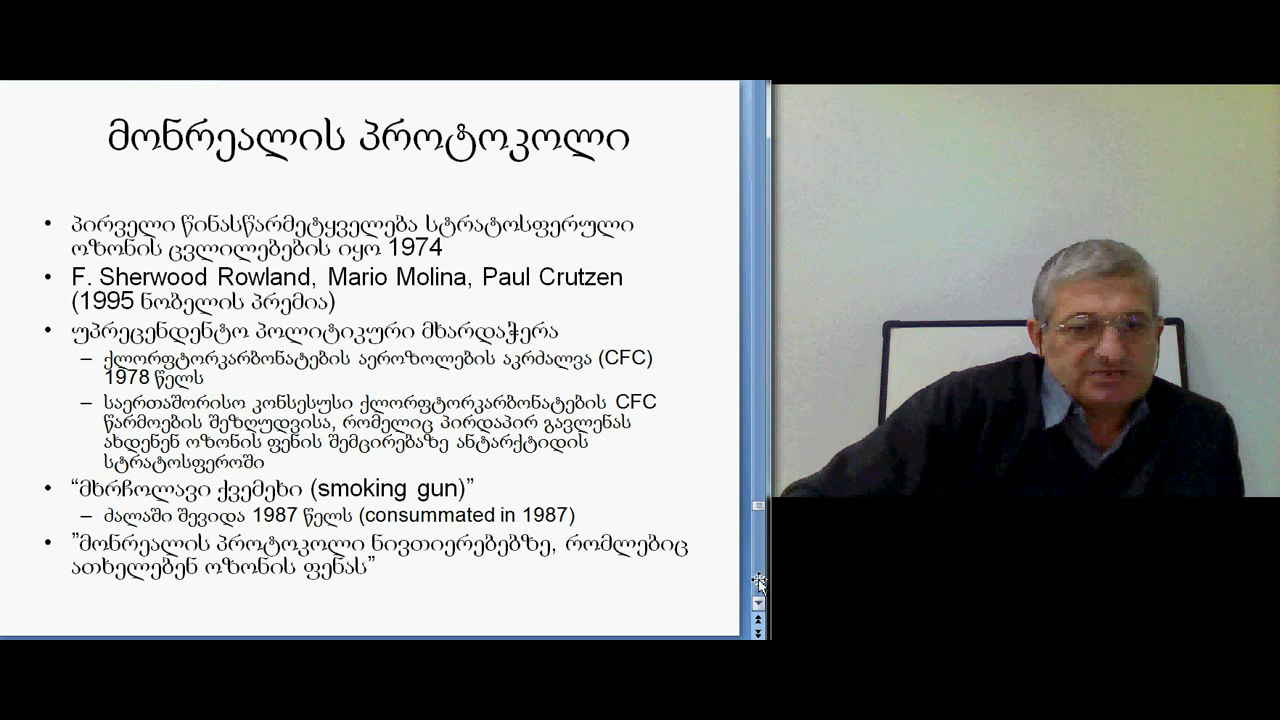 მონრეალის პროტოკოლი
• პირველი წინასწარმეტყველება სტრატოსფერული
ოზონის ცვლილებების იყო 1974
• F. Sherwood Rowland, Mario Molina, Paul Crutzen
(1995 ნობელის პრემია)
• უპრეცენდენტო პოლიტიკური მხარდაჭერა
– ქლორფტორკარბონატების აეროზოლების აკრძალვა (CFC)
1978 წელს
– საერთაშორისო კონსესუსი ქლორფტორკარბონატების CFC
წარმოების შეზღუდვისა, რომელიც პირდაპირ გავლენას
ახდენენ ოზონის ფენის შემცირებაზე ანტარქტიდის
სტრატოსფეროში
• “მხრჩოლავი ქვემეხი (smoking gun)”
– ძალაში შევიდა 1987 წელს (consummated in 1987)
• ”მონრეალის პროტოკოლი ნივთიერებებზე, რომლებიც
ათხელებენ ოზონის ფენას”